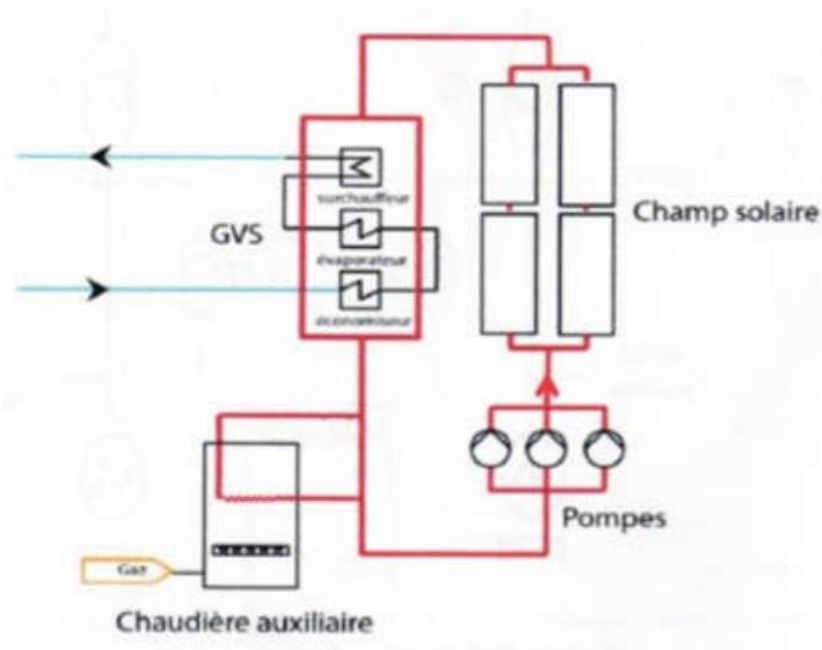 surchauffeur
GVS
évaporateur
économiseur
Champ solaire
Pompes
Gaz
Chaudière auxiliaire